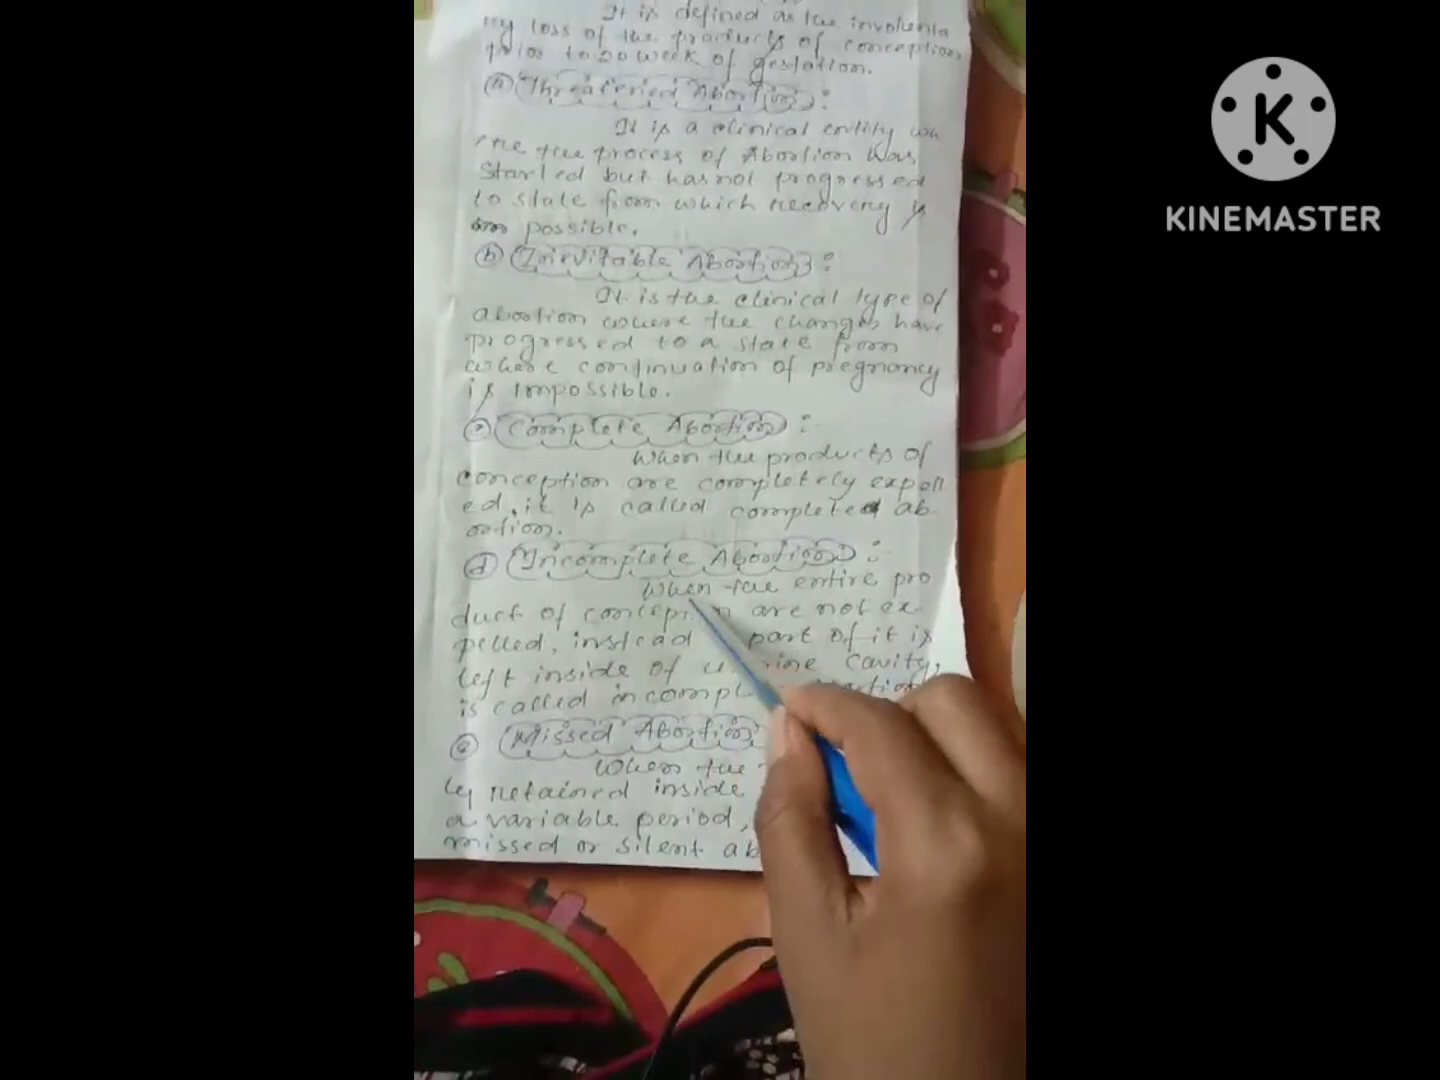 It is defined as the involunta
ry loss of the products of conception
prior to 20 week of gestation.
(a) Threatened Abortion :
It is a clinical entity wh
ere the process of Abortion has
started but has not progressed
to state from which recovery is
im possible.
(b) Inevitable Abortion :
It is the clinical type of
abortion where the changes have
progressed to a state from
where continuation of pregnancy
is impossible.
(c) Complete Abortion :
When the products of
conception are completely expell
ed, it is called completed ab-
ortion.
(d) Incomplete Abortion :
When the entire pro
duct of conception are not ex-
pelled, instead part of it is
left inside of uterine cavity,
is called incompl
(e) Missed Abortion
When the
ly retained inside
a variable period,
missed or silent ab
K
KINEMASTER